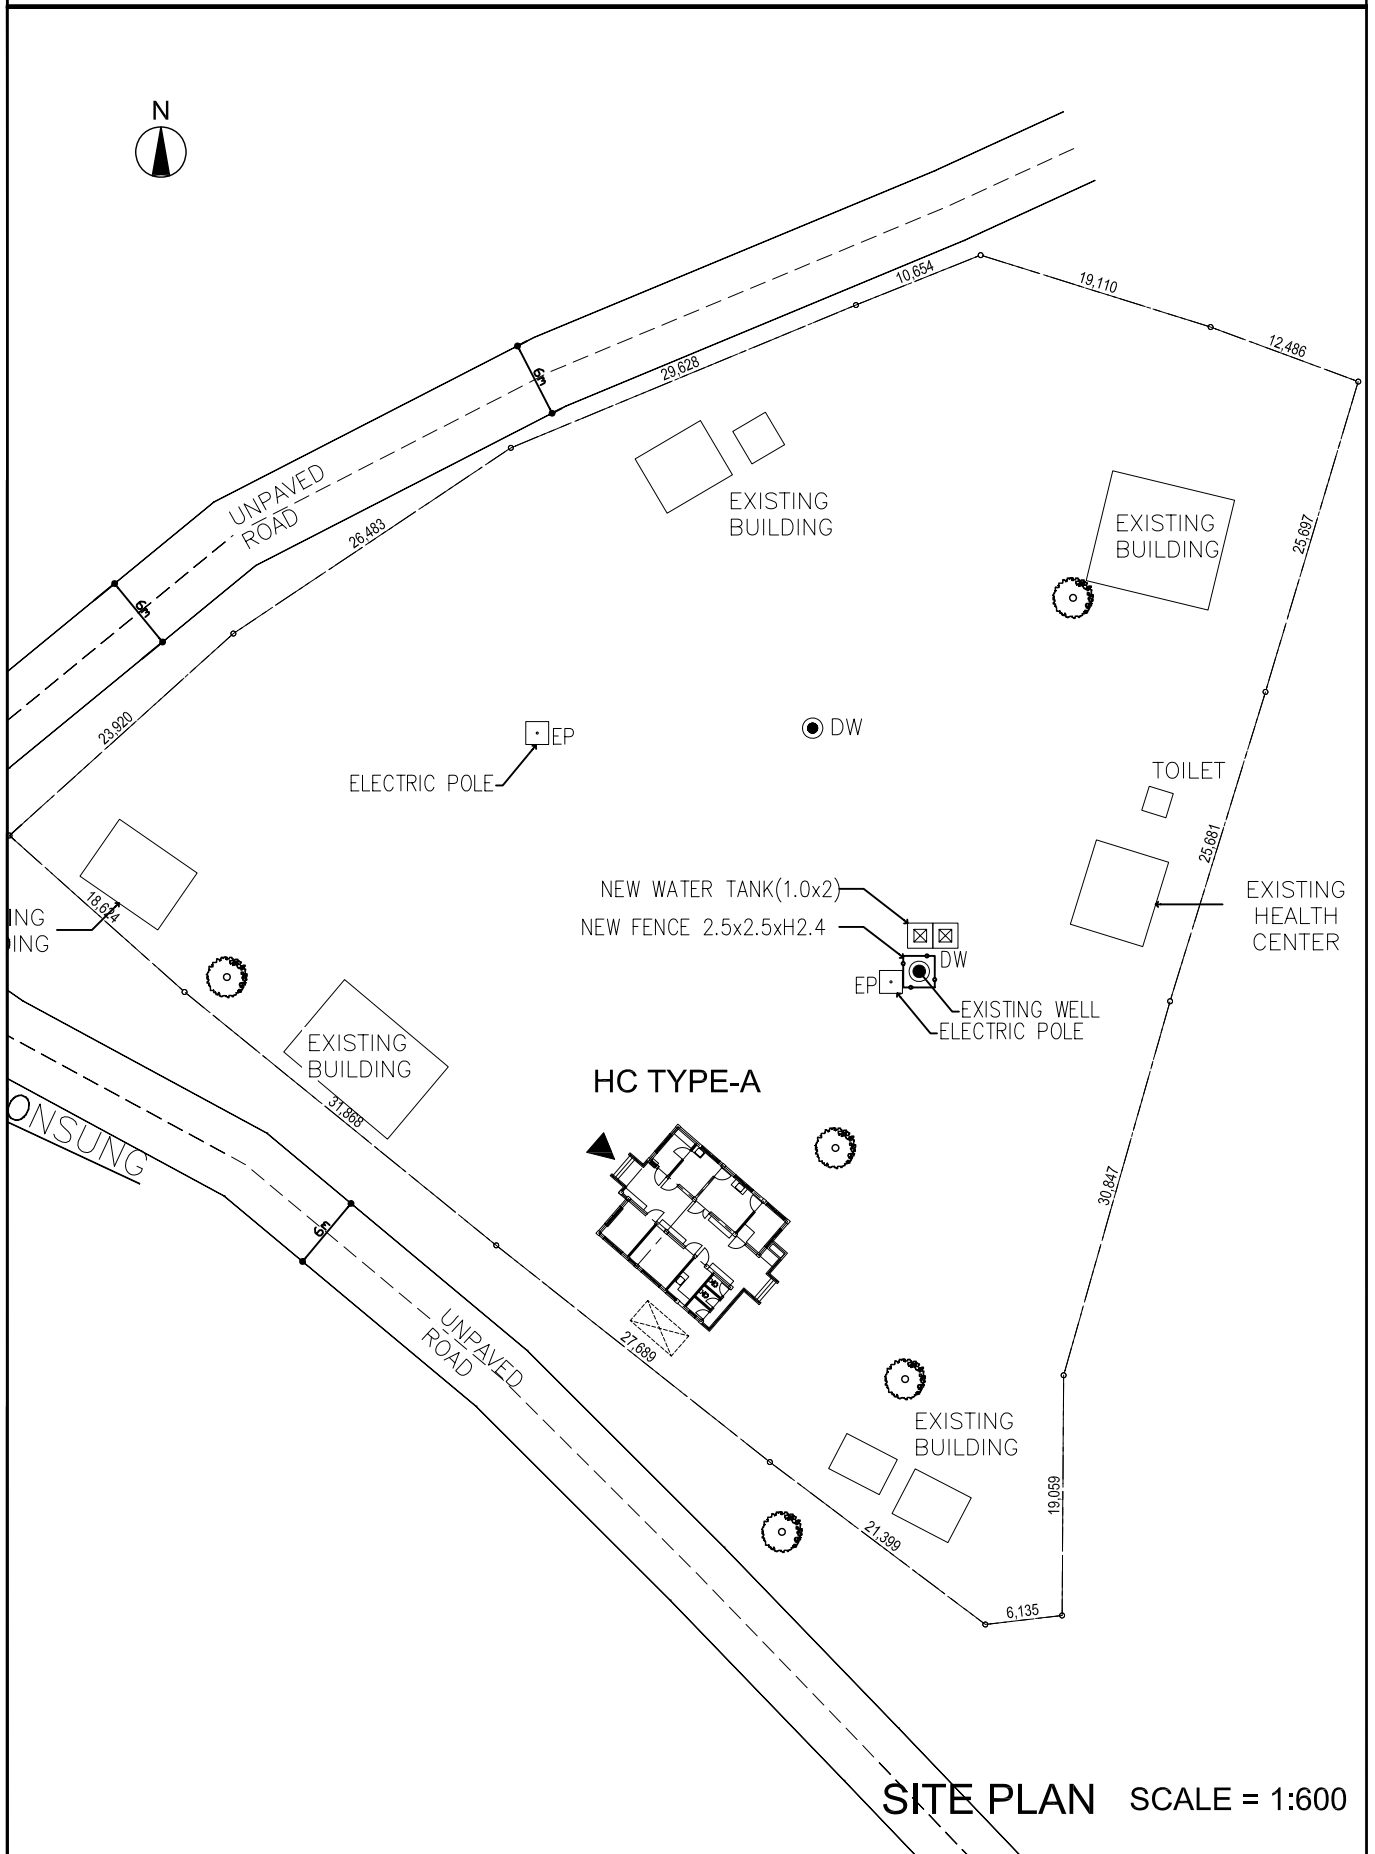 N
10,654
19,110
12,486
29,628
6m
UNPAVED
ROAD
26,483
EXISTING
BUILDING
EXISTING
BUILDING
25,697
6m
23,920
EP
ELECTRIC POLE
DW
TOILET
25,681
NEW WATER TANK(1.0x2)
NEW FENCE 2.5x2.5xH2.4
EXISTING
HEALTH
CENTER
18,624
ING
DING
DW
EP
EXISTING WELL
ELECTRIC POLE
EXISTING
BUILDING
HC TYPE-A
31,868
ONSUNG
30,847
6m
UNPAVED
ROAD
27,689
EXISTING
BUILDING
19,059
21,399
6,135
SITE PLAN SCALE = 1:600